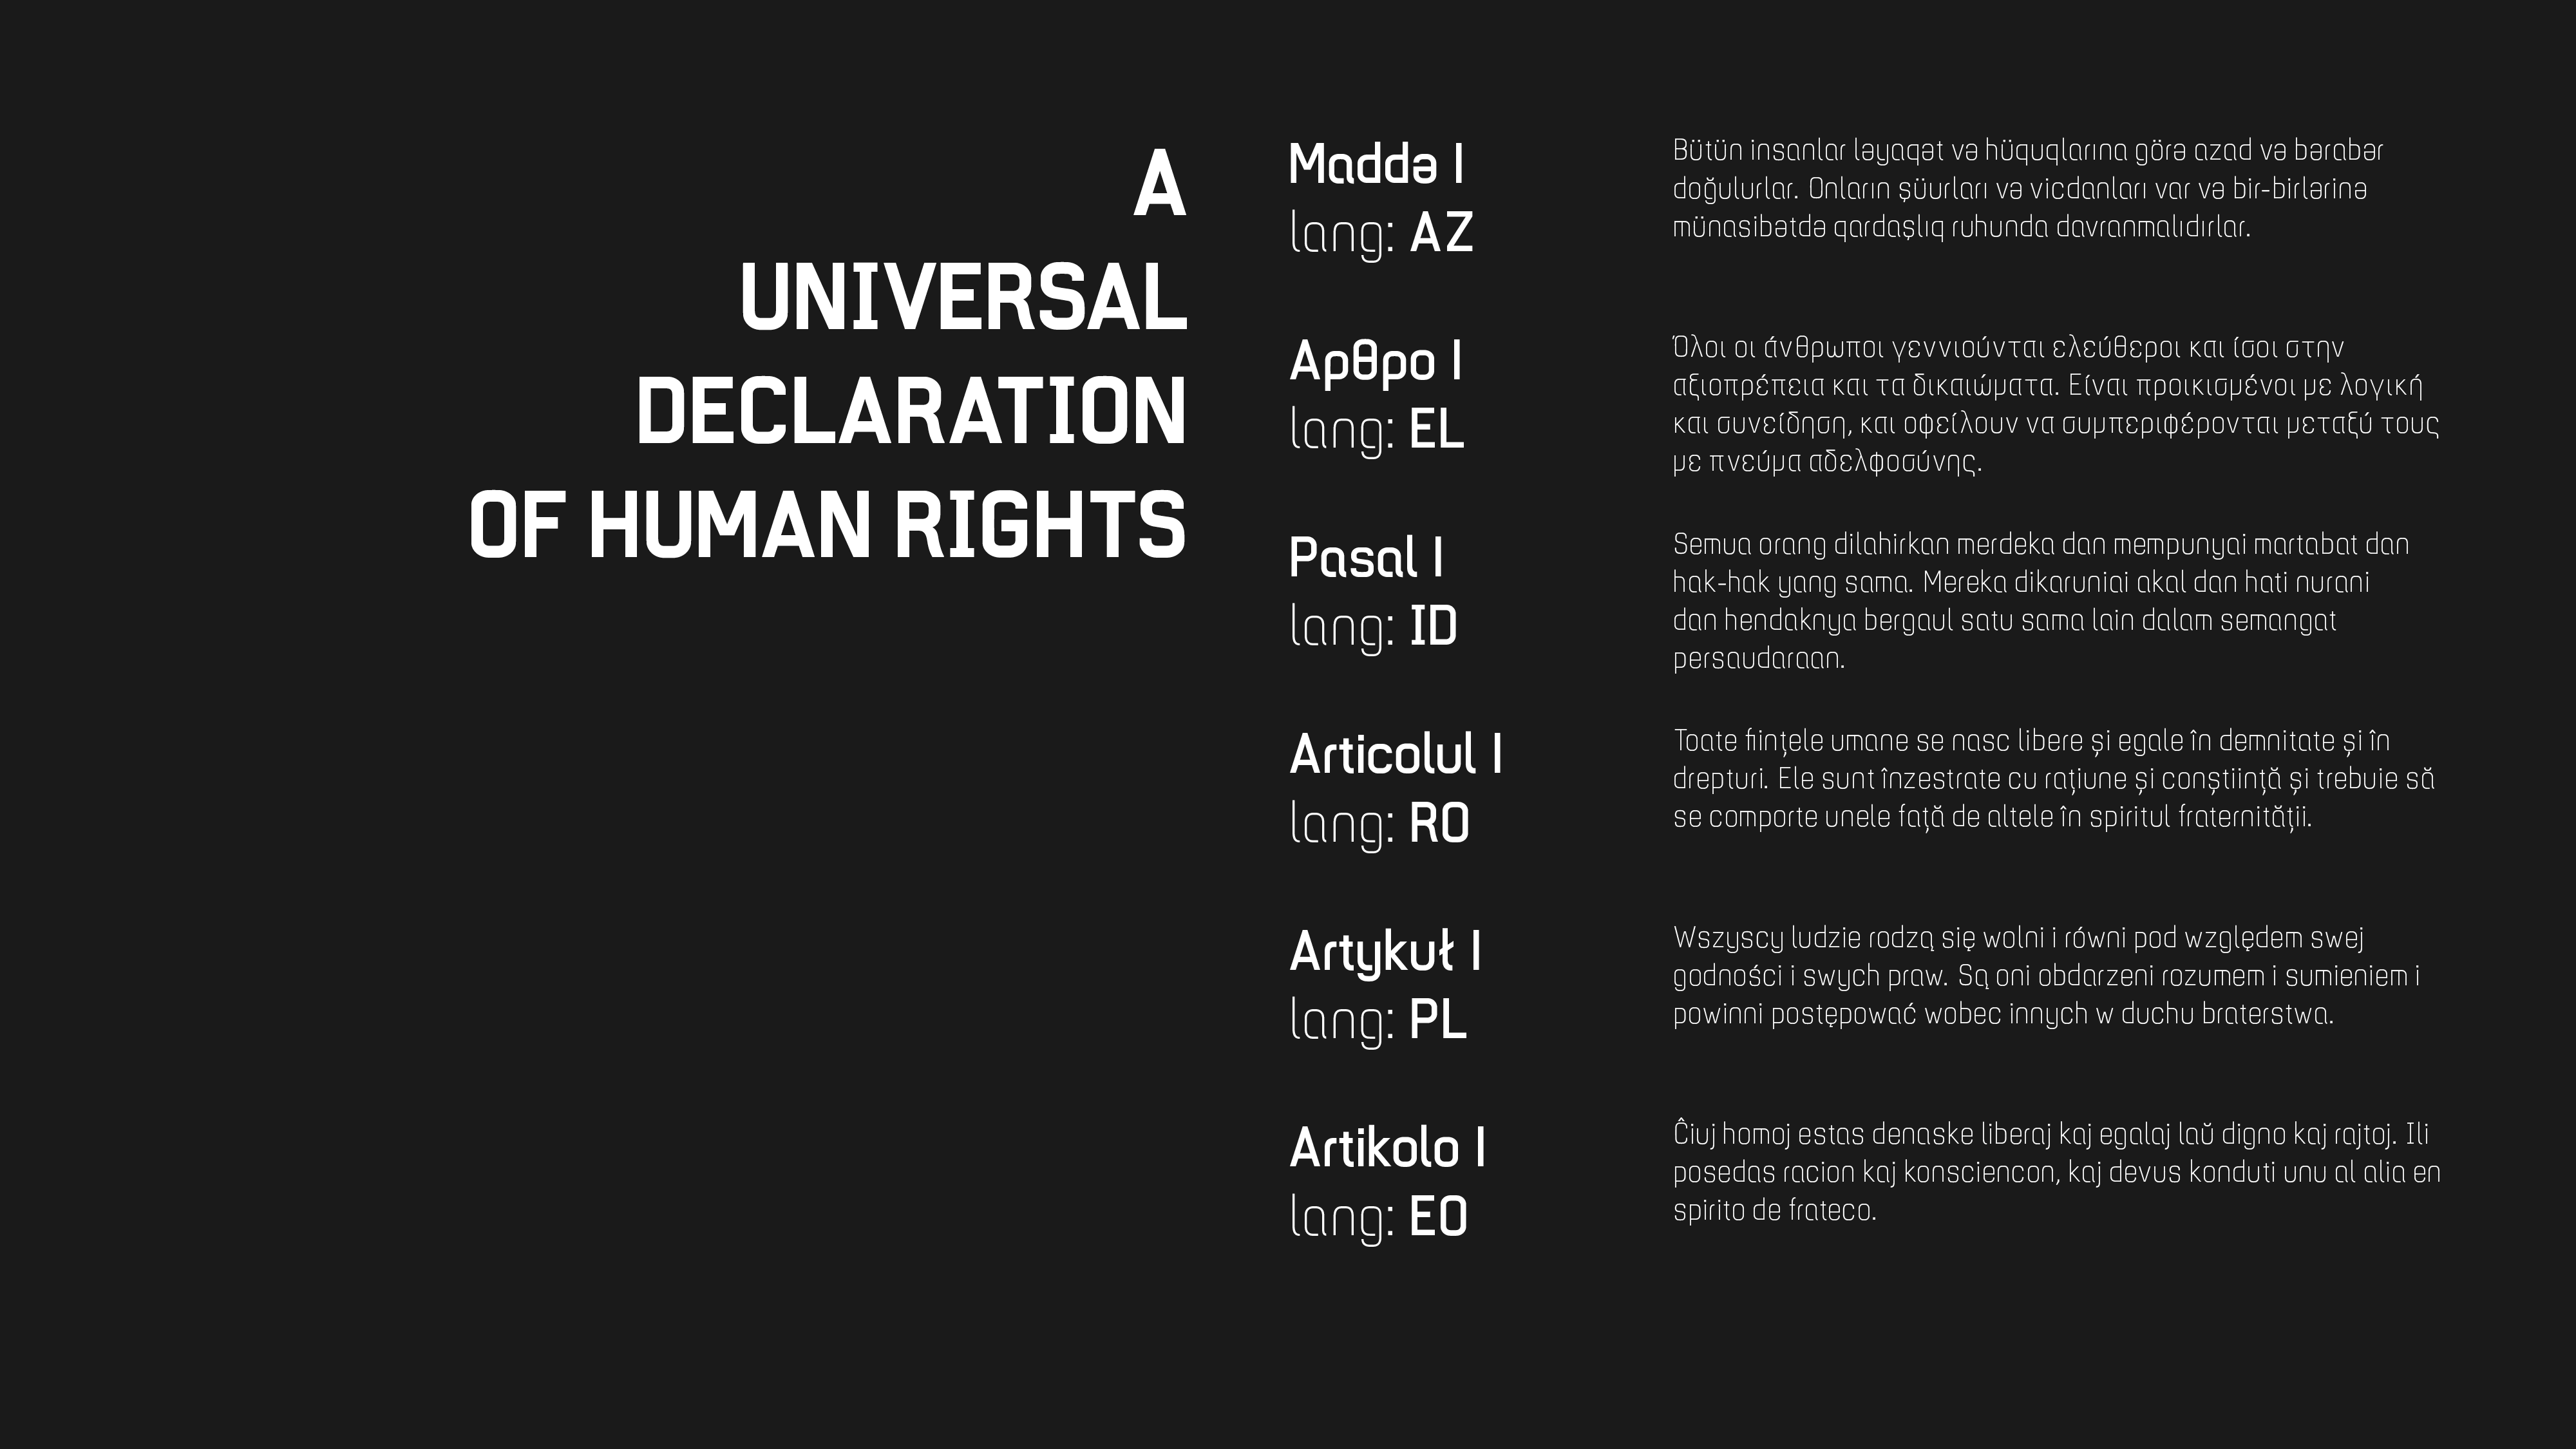 A
UNIVERSAL
DECLARATION
OF HUMAN RIGHTS
Maddə I
lang: AZ
Bütün insanlar ləyaqət və hüquqlarına görə azad və bərabər
doğulurlar. Onların şüurları və vicdanları var və bir-birlərinə
münasibətdə qardaşlıq ruhunda davranmalıdırlar.
Αρθρο I
lang: EL
Όλοι οι άνθρωποι γεννιούνται ελεύθεροι και ίσοι στην
αξιοπρέπεια και τα δικαιώματα. Είναι προικισμένοι με λογική
και συνείδηση, και οφείλουν να συμπεριφέρονται μεταξύ τους
με πνεύμα αδελφοσύνης.
Pasal I
lang: ID
Semua orang dilahirkan merdeka dan mempunyai martabat dan
hak-hak yang sama. Mereka dikaruniai akal dan hati nurani
dan hendaknya bergaul satu sama lain dalam semangat
persaudaraan.
Articolul I
lang: RO
Toate ființele umane se nasc libere și egale în demnitate și în
drepturi. Ele sunt înzestrate cu rațiune și conștiință și trebuie să
se comporte unele față de altele în spiritul fraternității.
Artykuł I
lang: PL
Wszyscy ludzie rodzą się wolni i równi pod względem swej
godności i swych praw. Są oni obdarzeni rozumem i sumieniem i
powinni postępować wobec innych w duchu braterstwa.
Artikolo I
lang: EO
Ĉiuj homoj estas denaske liberaj kaj egalaj laŭ digno kaj rajtoj. Ili
posedas racion kaj konsciencon, kaj devus konduti unu al alia en
spirito de frateco.